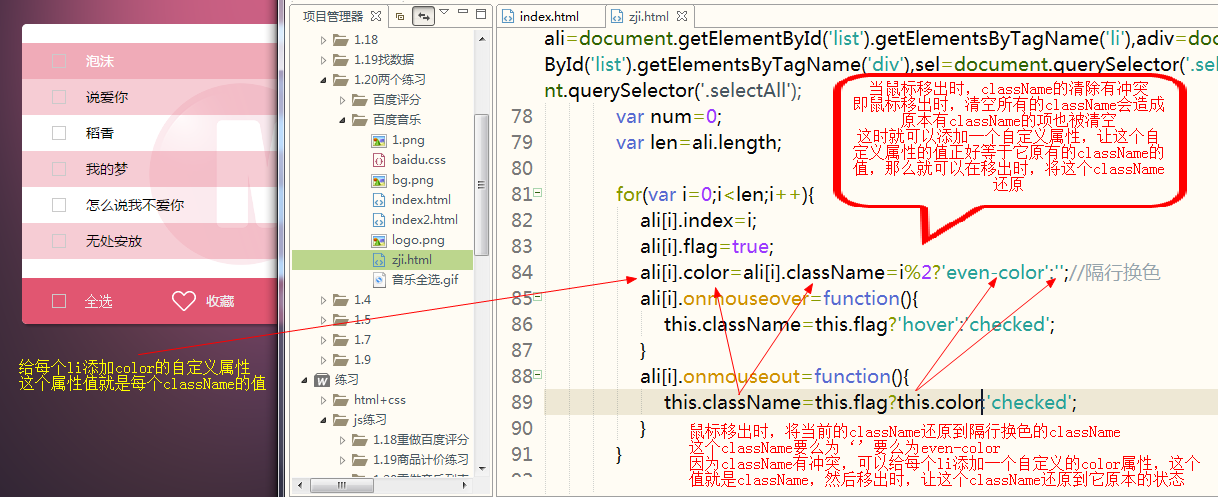 泡沫
说爱你
稻香
我的梦
怎么说我不爱你
无处安放
全选
收藏
给每个li添加color的自定义属性
这个属性值就是每个className的值
项目管理器
1.18
1.19找数据
1.20两个练习
百度评分
百度音乐
1.png
baidu.css
bg.png
index.html
index2.html
logo.png
zji.html
音乐全选.gif
1.4
1.5
1.7
1.9
练习
html+css
js练习
1.18重做百度评分
1.19商品计价练习
index.html
zji.html
ali=document.getElementById('list').getElementsByTagName('li'),adiv=doc
ById('list').getElementsByTagName('div'),sel=document.querySelector('.sel
nt.querySelector('.selectAll');
78 var num=0;
79 var len=ali.length;
80
81 for(var i=0;i<len;i++){
82 ali[i].index=i;
83 ali[i].flag=true;
84 ali[i].color=ali[i].className=i%2?'even-color':'';//隔行换色
85 ali[i].onmouseover=function(){
86 this.className=this.flag?'hover':'checked';
87 }
88 ali[i].onmouseout=function(){
89 this.className=this.flag?this.color:'checked';
90 }
91 }
当鼠标移出时，className的清除有冲突
即鼠标移出时，清空所有的className会造成
原本有className的项也被清空
这时就可以添加一个自定义属性，让这个自
定义属性的值正好等于它原有的className的
值，那么就可以在移出时，将这个className
还原
鼠标移出时，将当前的className还原到隔行换色的className
这个className要么为‘’要么为even-color
因为className有冲突，可以给每个li添加一个自定义的color属性，这个
值就是className，然后移出时，让这个className还原到它原本的状态